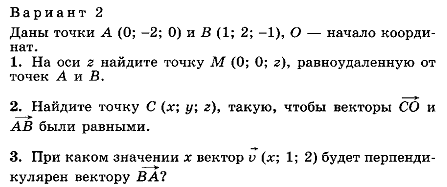 Вариант 2
Даны точки A (0; –2; 0) и B (1; 2; –1), O — начало коорди-
нат.
1. На оси z найдите точку M (0; 0; z), равноудаленную от
точек A и B.
2. Найдите точку C (x; y; z), такую, чтобы векторы CO и
AB были равными.
3. При каком значении x вектор v (x; 1; 2) будет перпенди-
кулярен вектору BA?